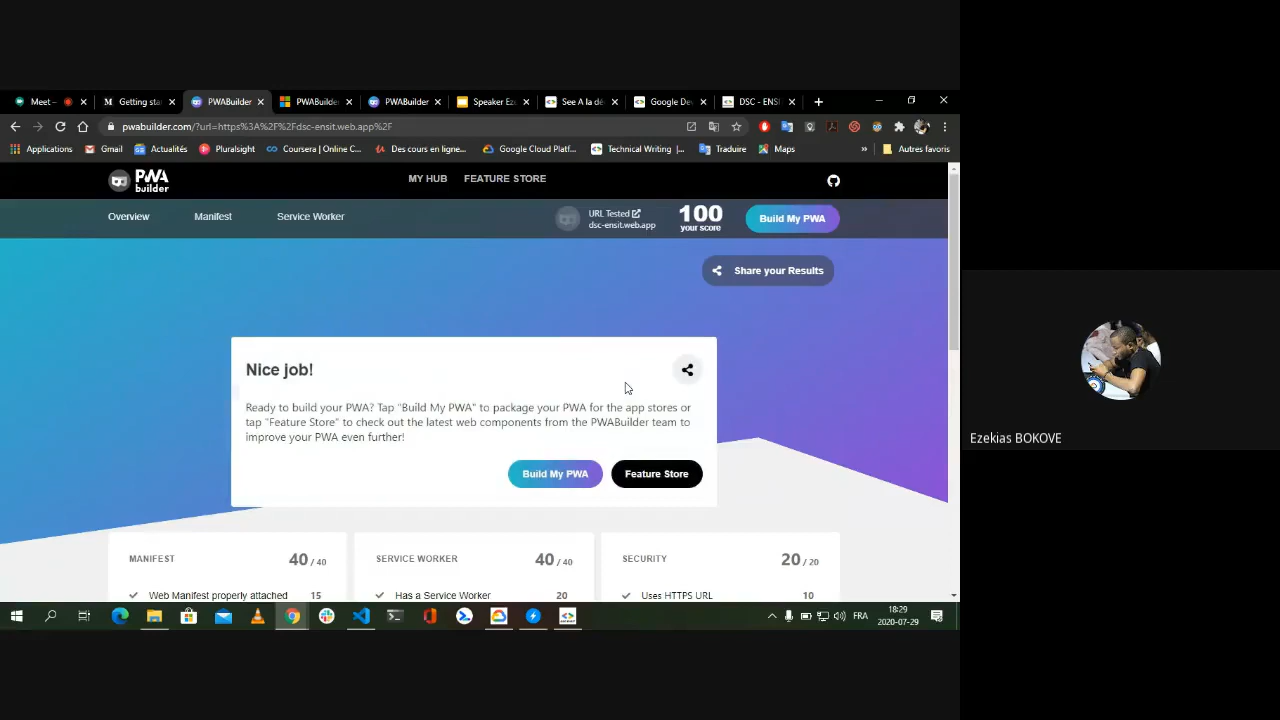 Meet –
Getting sta
PWABuilder
PWABuilde
PWABuilder
Speaker Eze
See A la dé
Google Dev
DSC - ENSI
pwabuilder.com/?url=https%3A%2F%2Fdsc-ensit.web.app%2F
Applications
Gmail
Actualités
Pluralsight
Coursera | Online C...
Des cours en ligne...
Google Cloud Platf...
Technical Writing |...
Traduire
Maps
»
Autres favoris
PWA
builder
MY HUB
FEATURE STORE
Overview
Manifest
Service Worker
URL Tested
dsc-ensit.web.app
100
your score
Build My PWA
Share your Results
Nice job!
Ready to build your PWA? Tap "Build My PWA" to package your PWA for the app stores or
tap "Feature Store" to check out the latest web components from the PWABuilder team to
improve your PWA even further!
Build My PWA
Feature Store
MANIFEST
40 / 40
SERVICE WORKER
40 / 40
SECURITY
20 / 20
Web Manifest properly attached
15
Has a Service Worker
20
Uses HTTPS URL
10
FRA
18:29
2020-07-29
Ezekias BOKOVE